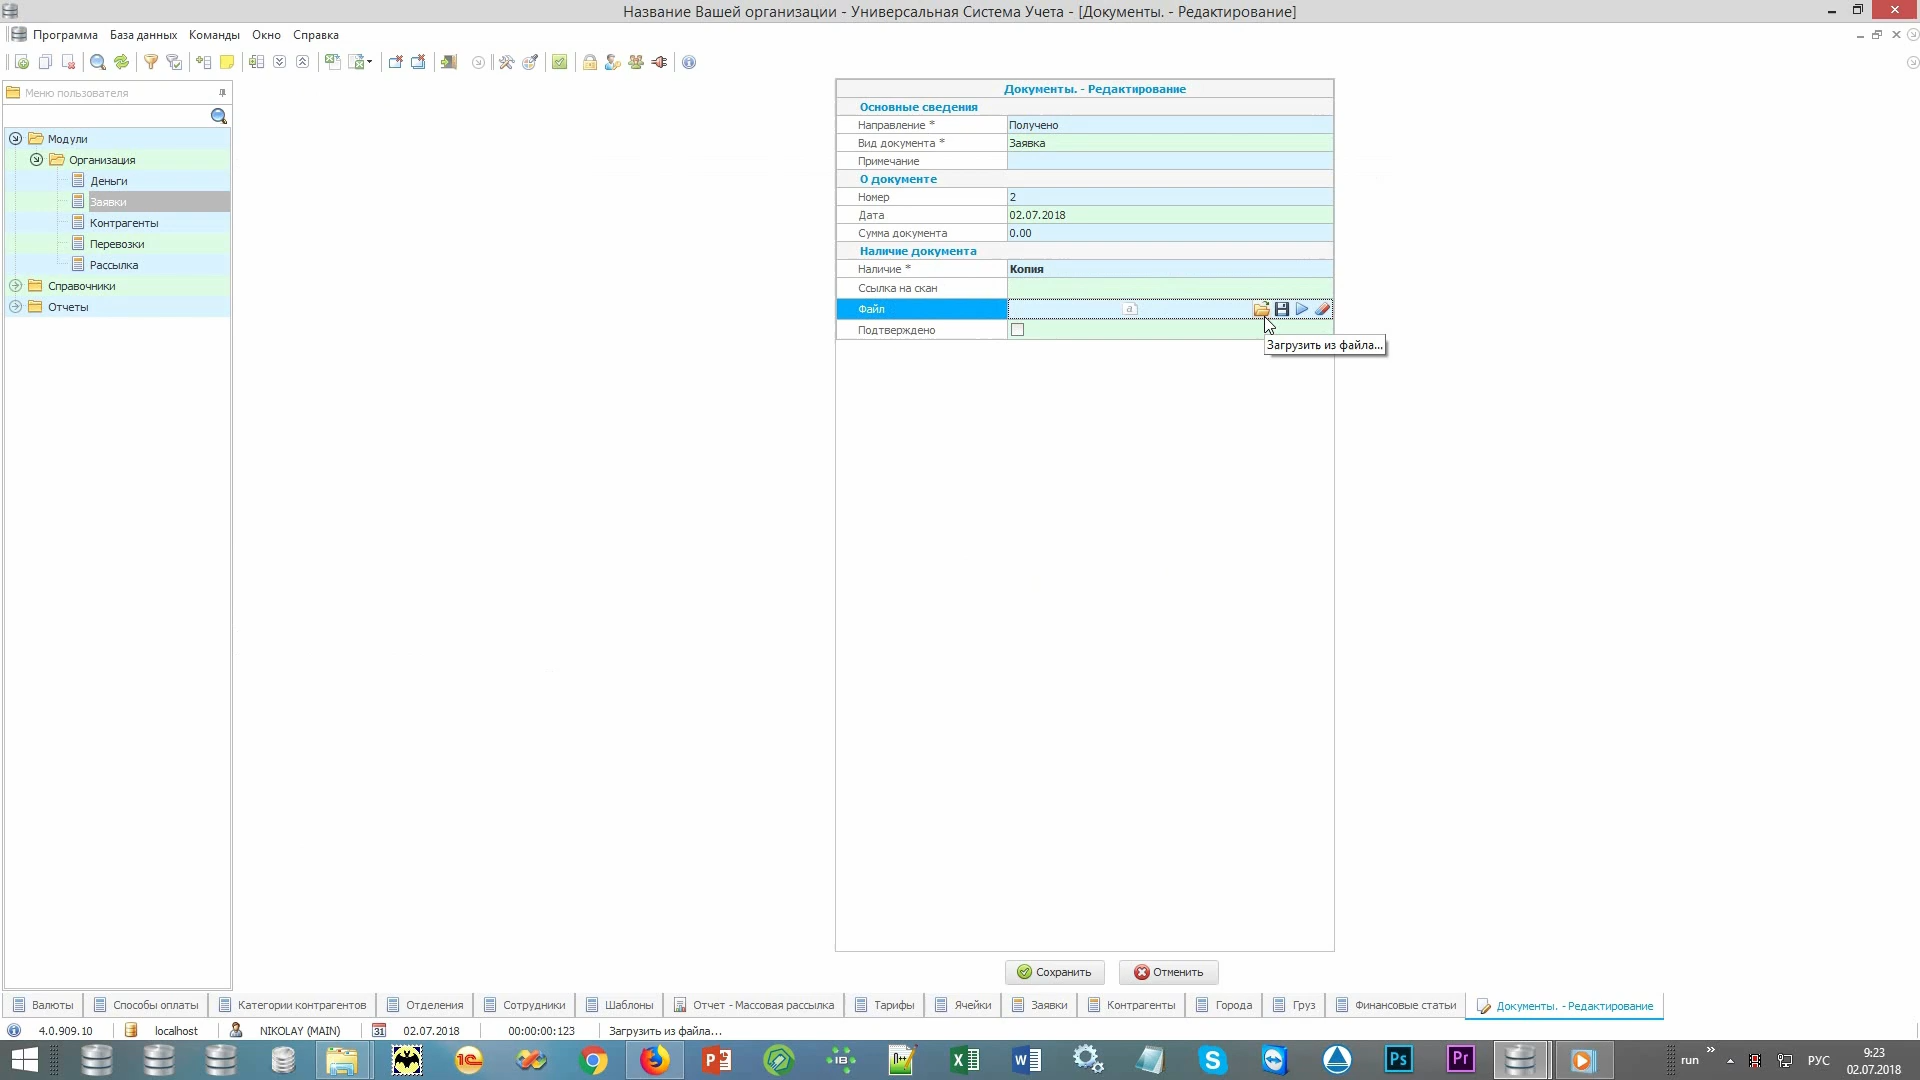 Название Вашей организации - Универсальная Система Учета - [Документы. - Редактирование]
Программа База данных Команды Окно Справка
Меню пользователя
Модули
Организация
Деньги
Заявки
Контрагенты
Перевозки
Рассылка
Справочники
Отчеты
Документы. - Редактирование
Основные сведения
Направление * Получено
Вид документа * Заявка
Примечание
О документе
Номер 2
Дата 02.07.2018
Сумма документа 0.00
Наличие документа
Наличие * Копия
Ссылка на скан
Файл a
Подтверждено
Загрузить из файла...
Сохранить Отменить
Валюты Способы оплаты Категории контрагентов Отделения Сотрудники Шаблоны Отчет - Массовая рассылка Тарифы Ячейки Заявки Контрагенты Города Груз Финансовые статьи Документы. - Редактирование
4.0.909.10 localhost NIKOLAY (MAIN) 31 02.07.2018 00:00:00:123 Загрузить из файла...
run РУС 9:23
02.07.2018